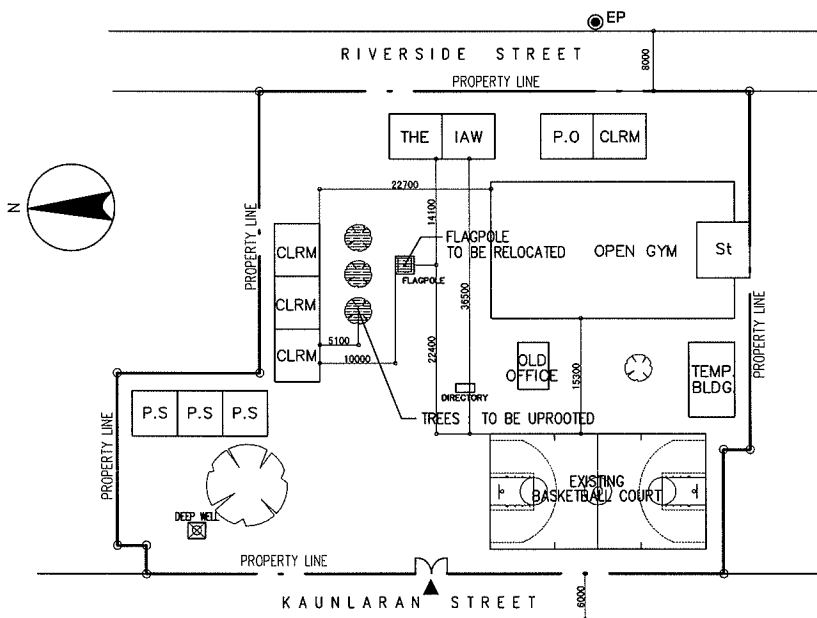 EP
RIVERSIDE STREET
8000
PROPERTY LINE
THE IAW
P.O CLRM
N
22700
14100
PROPERTY LINE
CLRM
FLAGPOLE
TO BE RELOCATED
OPEN GYM
St
FLAGPOLE
36500
CLRM
PROPERTY LINE
CLRM
5100
10000
22400
OLD
OFFICE
15300
TEMP.
BLDG.
DIRECTORY
P.S P.S P.S
TREES TO BE UPROOTED
PROPERTY LINE
EXISTING
BASKETBALL COURT
DEEP WELL
PROPERTY LINE
KAUNLARAN STREET
6000